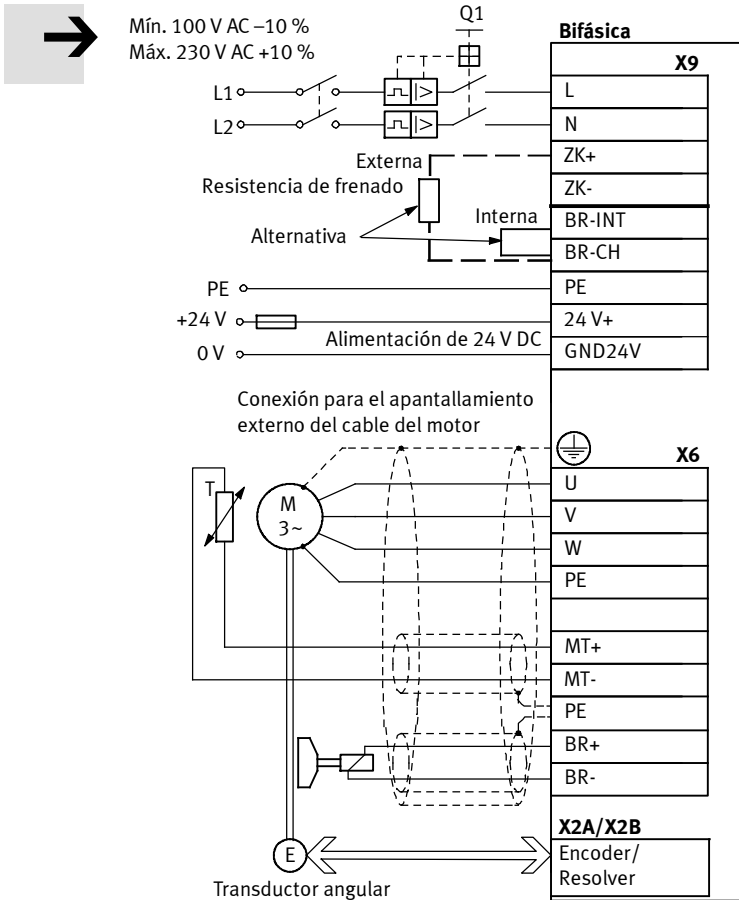 Mín. 100 V AC –10 %
Máx. 230 V AC +10 %
Q1
Bifásica
X9
L1
L
L2
N
Externa
ZK+
Resistencia de frenado
ZK-
Interna
BR-INT
Alternativa
BR-CH
PE
PE
+24 V
24 V+
Alimentación de 24 V DC
0 V
GND24V
Conexión para el apantallamiento
externo del cable del motor
X6
T
U
M
3~
V
W
PE
MT+
MT-
PE
BR+
BR-
X2A/X2B
E
Encoder/
Resolver
Transductor angular